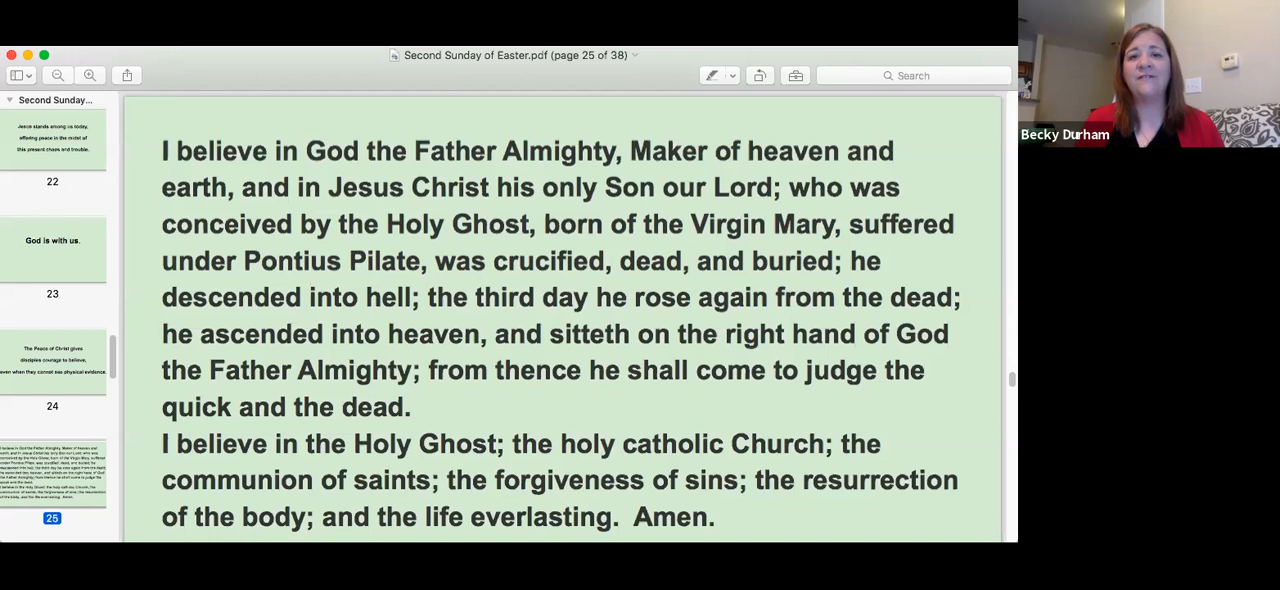 Second Sunday of Easter.pdf (page 25 of 38)
Search
Second Sunday...
Jesus stands among us today,
offering peace in the midst of
this present chaos and trouble.
22
God is with us.
23
The Peace of Christ gives
disciples courage to believe,
even when they cannot see physical evidence.
24
25
I believe in God the Father Almighty, Maker of heaven and
earth, and in Jesus Christ his only Son our Lord; who was
conceived by the Holy Ghost, born of the Virgin Mary, suffered
under Pontius Pilate, was crucified, dead, and buried; he
descended into hell; the third day he rose again from the dead;
he ascended into heaven, and sitteth on the right hand of God
the Father Almighty; from thence he shall come to judge the
quick and the dead.
I believe in the Holy Ghost; the holy catholic Church; the
communion of saints; the forgiveness of sins; the resurrection
of the body; and the life everlasting.  Amen.
Becky Durham